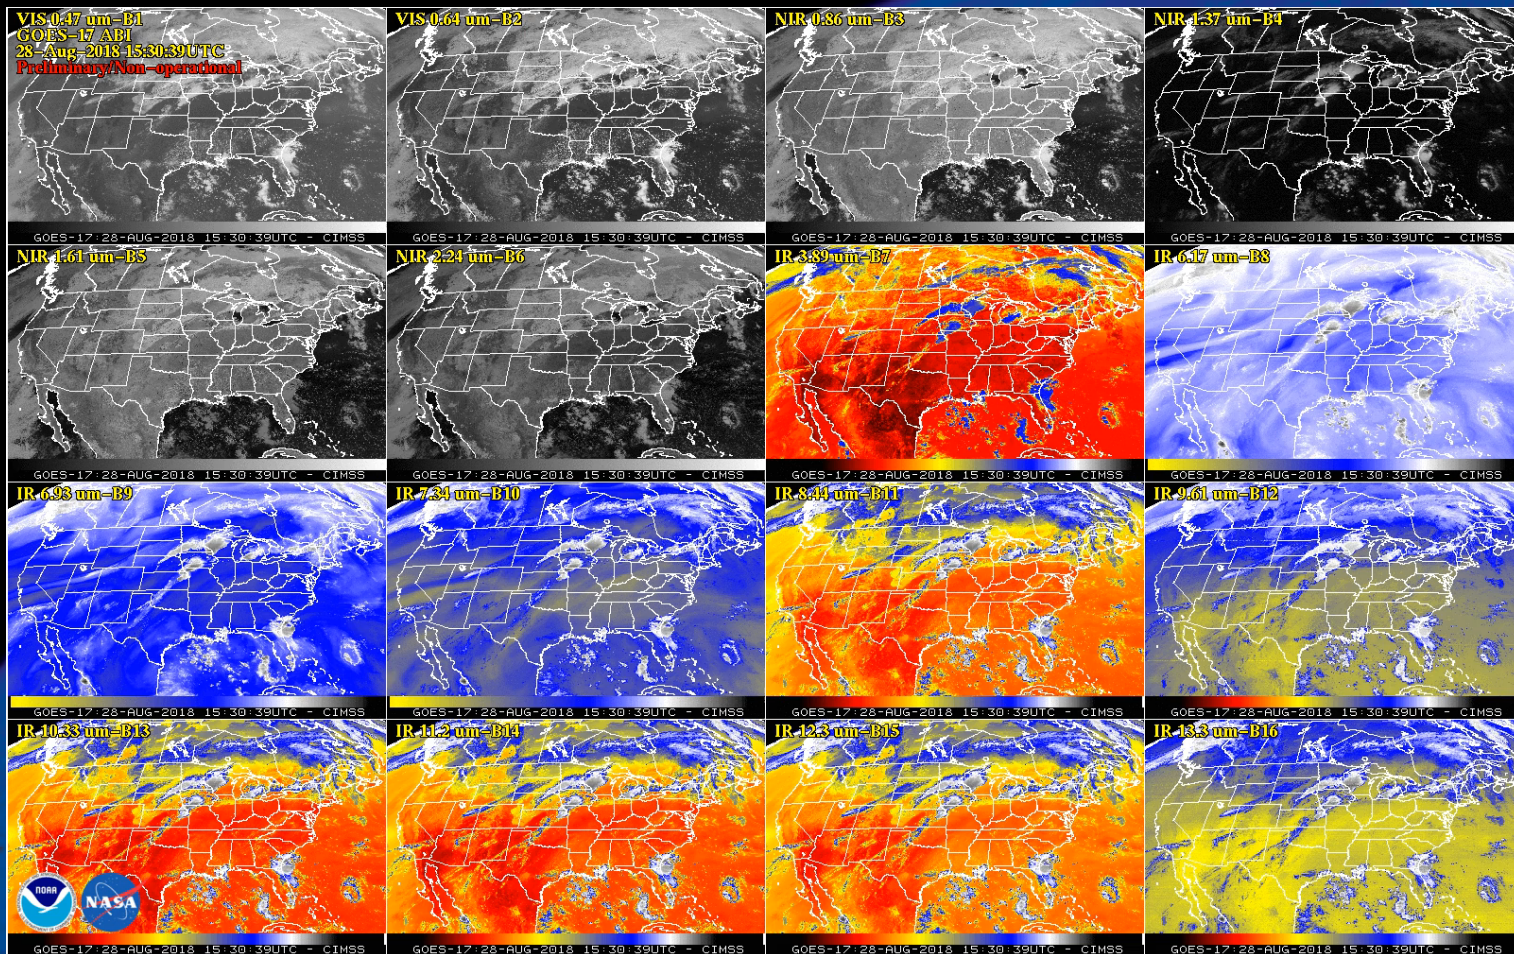 VIS 0.47 um-B1
GOES-17 ABI
28-Aug-2018 15:30:39UTC
Preliminary/Non-operational
VIS 0.64 um-B2
NIR 0.86 um-B3
NIR 1.37 um-B4
GOES-17:28-AUG-2018 15:30:39UTC - CIMSS
GOES-17:28-AUG-2018 15:30:39UTC - CIMSS
GOES-17:28-AUG-2018 15:30:39UTC - CIMSS
GOES-17:28-AUG-2018 15:30:39UTC - CIMSS
NIR 1.61 um-B5
NIR 2.24 um-B6
IR 3.89 um-B7
IR 6.17 um-B8
GOES-17:28-AUG-2018 15:30:39UTC - CIMSS
GOES-17:28-AUG-2018 15:30:39UTC - CIMSS
GOES-17:28-AUG-2018 15:30:39UTC - CIMSS
GOES-17:28-AUG-2018 15:30:39UTC - CIMSS
IR 6.93 um-B9
IR 7.34 um-B10
IR 8.44 um-B11
IR 9.61 um-B12
GOES-17:28-AUG-2018 15:30:39UTC - CIMSS
GOES-17:28-AUG-2018 15:30:39UTC - CIMSS
GOES-17:28-AUG-2018 15:30:39UTC - CIMSS
GOES-17:28-AUG-2018 15:30:39UTC - CIMSS
IR 10.33 um-B13
IR 11.2 um-B14
IR 12.3 um-B15
IR 13.3 um-B16
NOAA
NASA
GOES-17:28-AUG-2018 15:30:39UTC - CIMSS
GOES-17:28-AUG-2018 15:30:39UTC - CIMSS
GOES-17:28-AUG-2018 15:30:39UTC - CIMSS
GOES-17:28-AUG-2018 15:30:39UTC - CIMSS